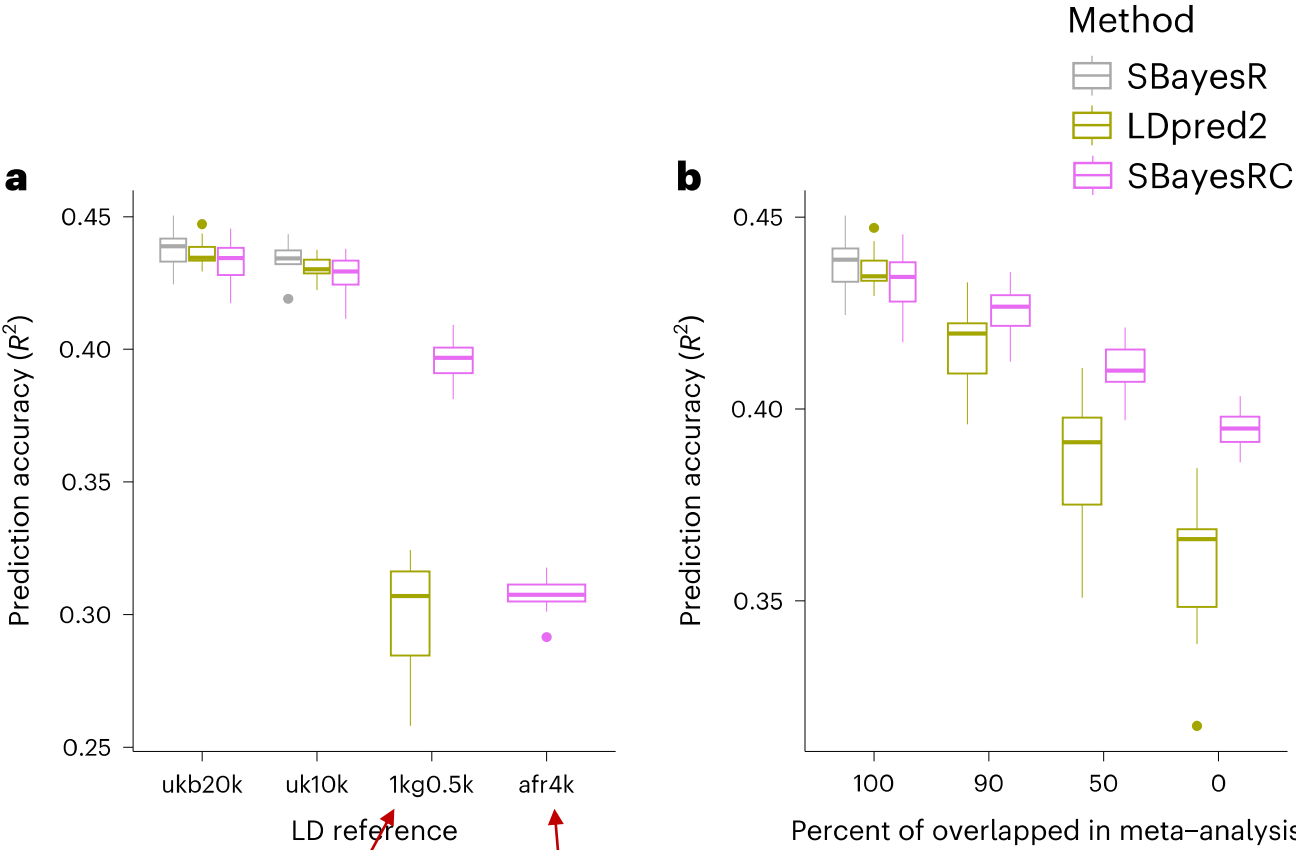 Method
SBayesR
LDpred2
SBayesRC
a
Prediction accuracy (R²)
0.45
0.40
0.35
0.30
0.25
ukb20k uk10k 1kg0.5k afr4k
LD reference
b
Prediction accuracy (R²)
0.45
0.40
0.35
100 90 50 0
Percent of overlapped in meta–analysis